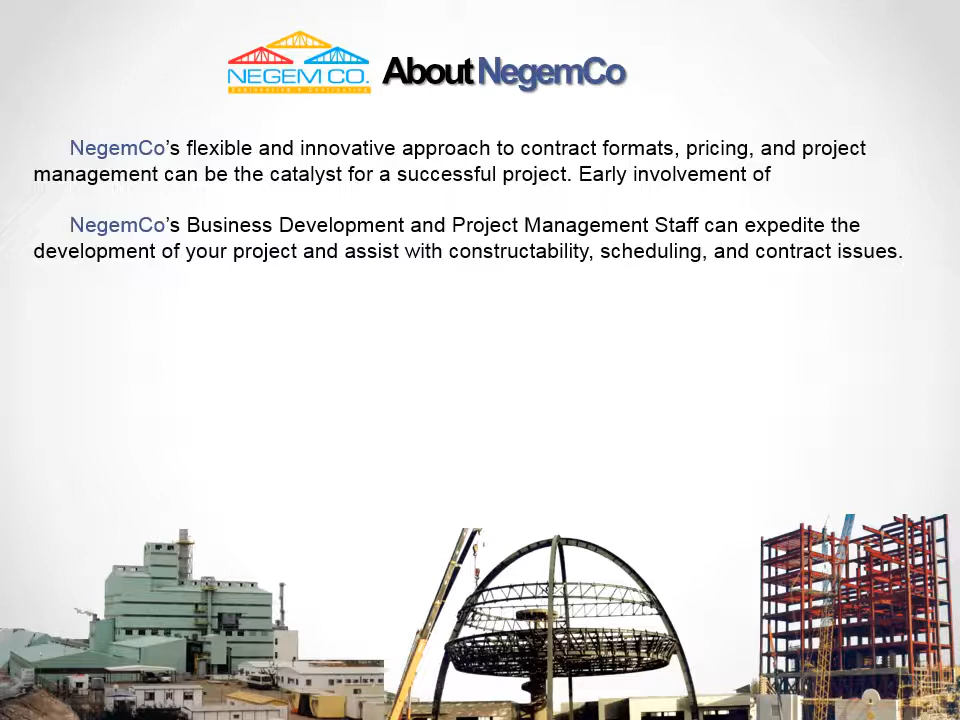 NEGEM CO.
About NegemCo
NegemCo's flexible and innovative approach to contract formats, pricing, and project
management can be the catalyst for a successful project. Early involvement of
NegemCo's Business Development and Project Management Staff can expedite the
development of your project and assist with constructability, scheduling, and contract issues.